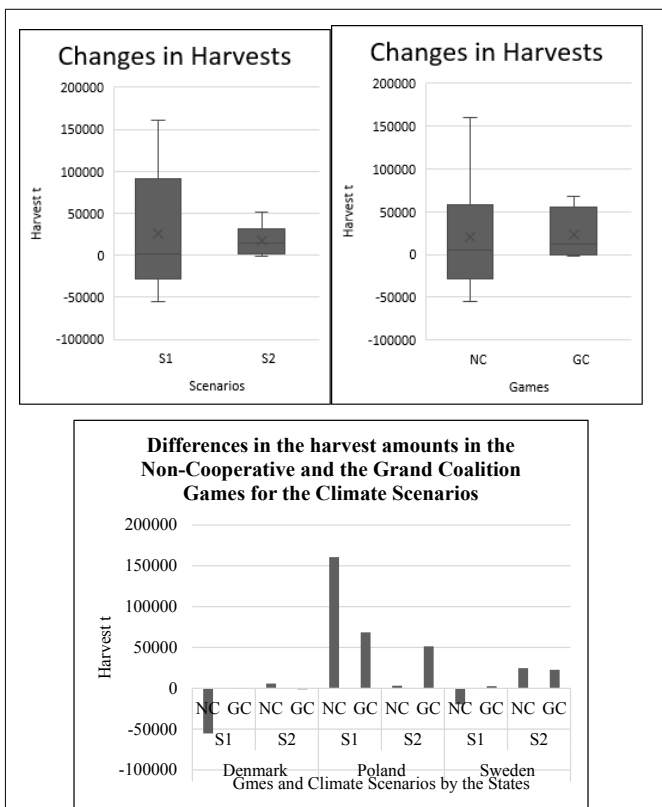 Changes in Harvests
200000
150000
100000
50000
0
-50000
-100000
Harvest t
S1 S2
Scenarios
Changes in Harvests
200000
150000
100000
50000
0
-50000
-100000
Harvest t
NC GC
Games
Differences in the harvest amounts in the
Non-Cooperative and the Grand Coalition
Games for the Climate Scenarios
200000
150000
100000
50000
0
-50000
-100000
Harvest t
NC GC NC GC NC GC NC GC NC GC NC GC
S1 S2 S1 S2 S1 S2
Denmark Poland Sweden
Gmes and Climate Scenarios by the States